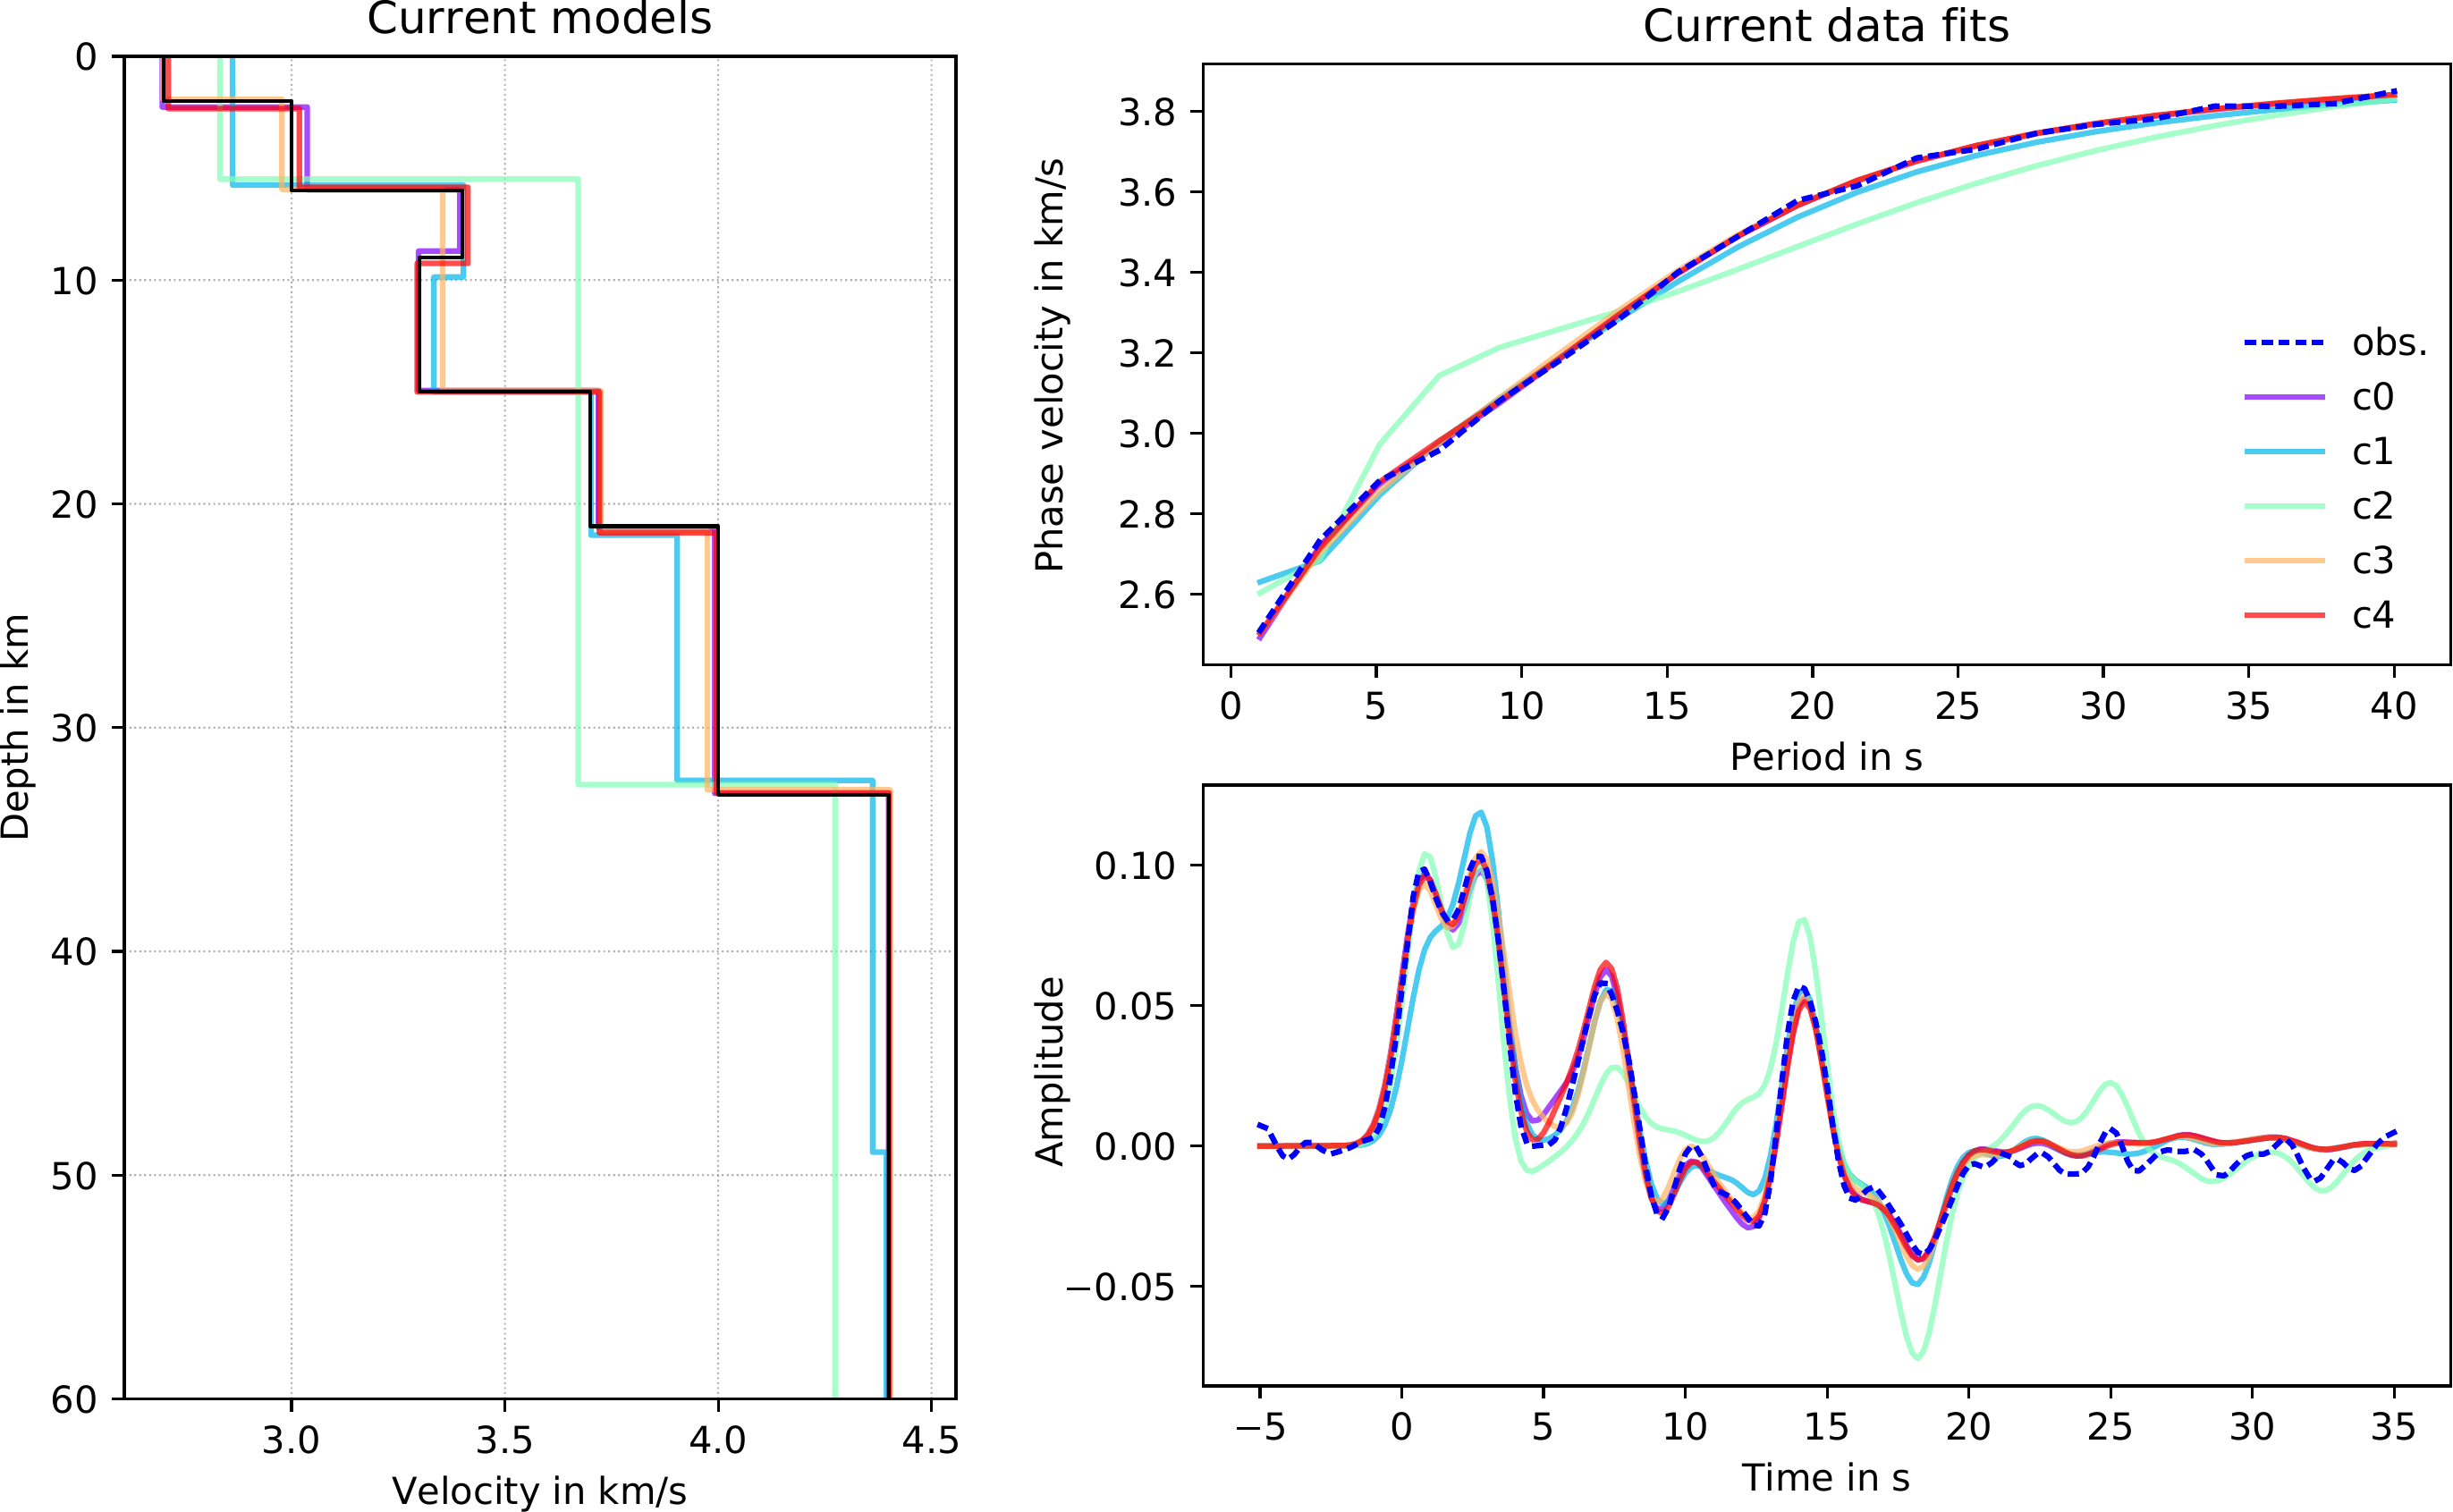 Current models
0
10
20
30
40
50
60
Depth in km
3.0
3.5
4.0
4.5
Velocity in km/s
Current data fits
3.8
3.6
3.4
3.2
3.0
2.8
2.6
Phase velocity in km/s
obs.
c0
c1
c2
c3
c4
0
5
10
15
20
25
30
35
40
Period in s
0.10
0.05
0.00
−0.05
Amplitude
−5
0
5
10
15
20
25
30
35
Time in s